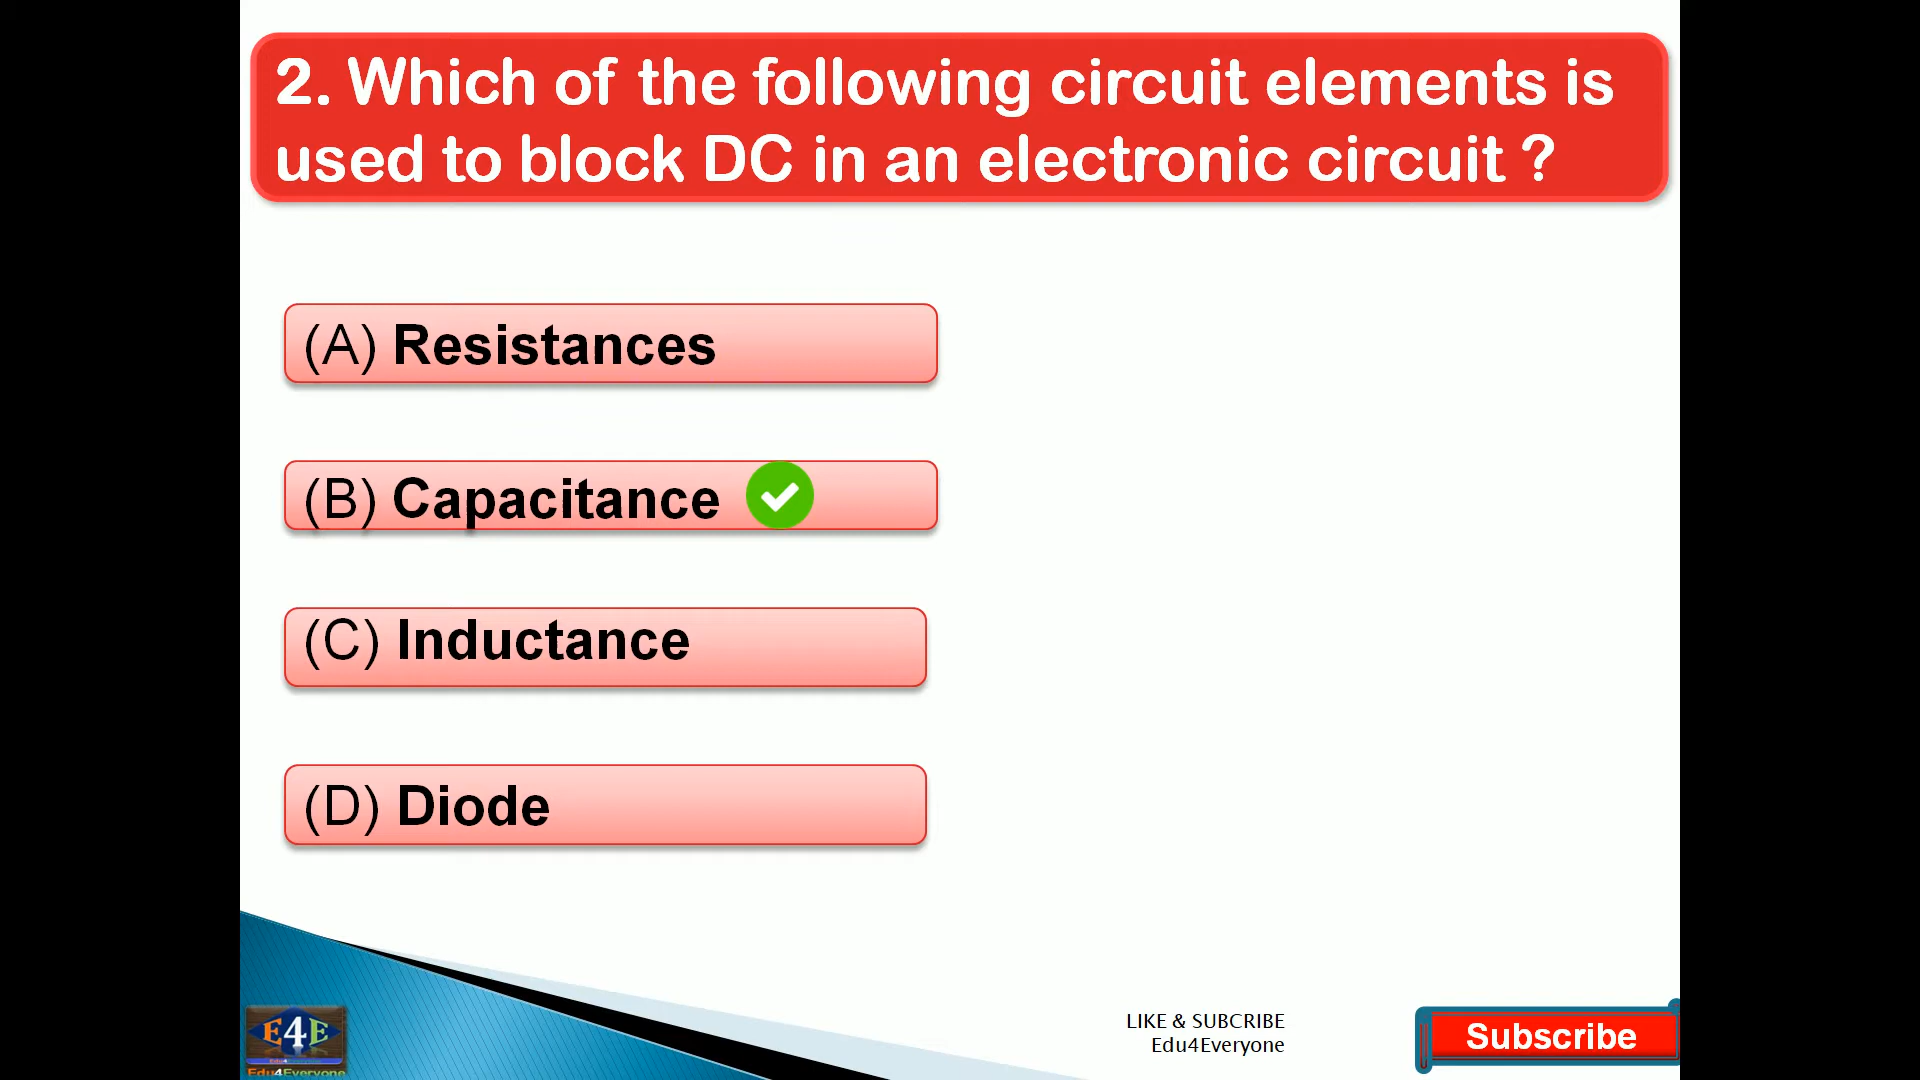 2. Which of the following circuit elements is
used to block DC in an electronic circuit ?
(A) Resistances
(B) Capacitance
(C) Inductance
(D) Diode
E4E
Edu4Everyone
LIKE & SUBCRIBE
Edu4Everyone
Subscribe